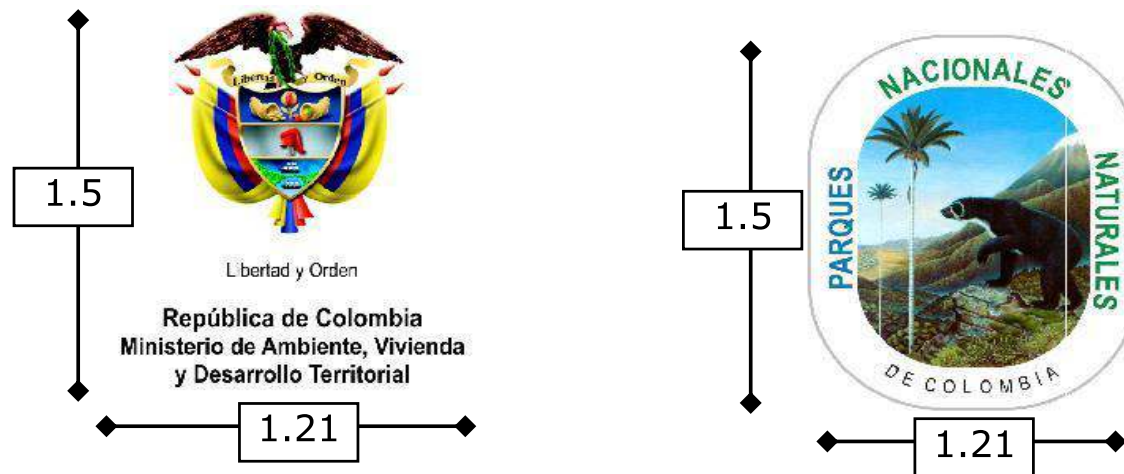 Libertad y Orden
1.5
Libertad y Orden
República de Colombia
Ministerio de Ambiente, Vivienda
y Desarrollo Territorial
1.21
1.5
PARQUES
NACIONALES
NATURALES
DE COLOMBIA
1.21